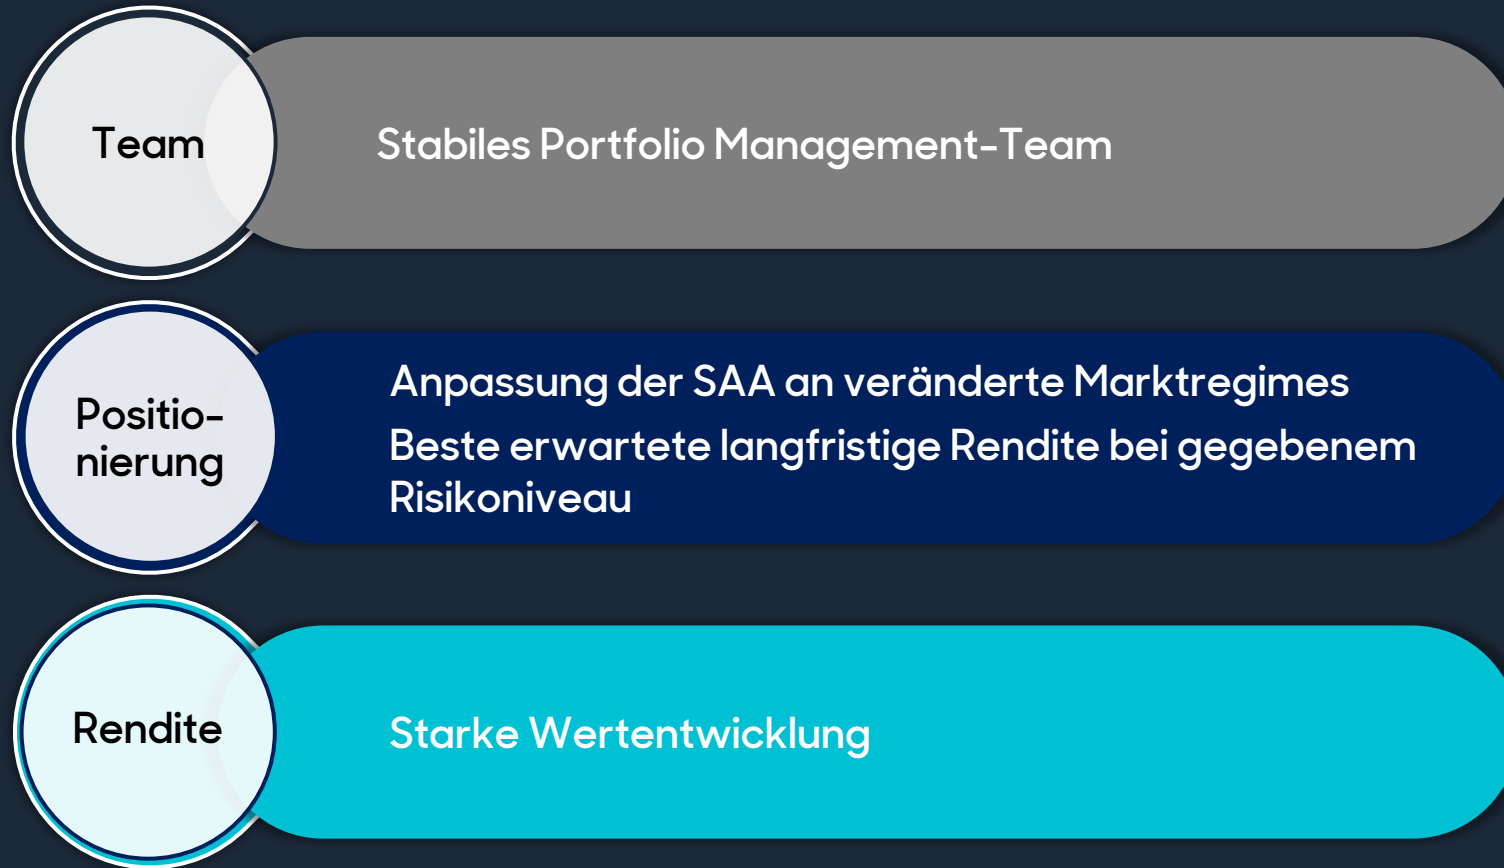 Team
Stabiles Portfolio Management-Team
Positio-
nierung
Anpassung der SAA an veränderte Marktregimes
Beste erwartete langfristige Rendite bei gegebenem
Risikoniveau
Rendite
Starke Wertentwicklung